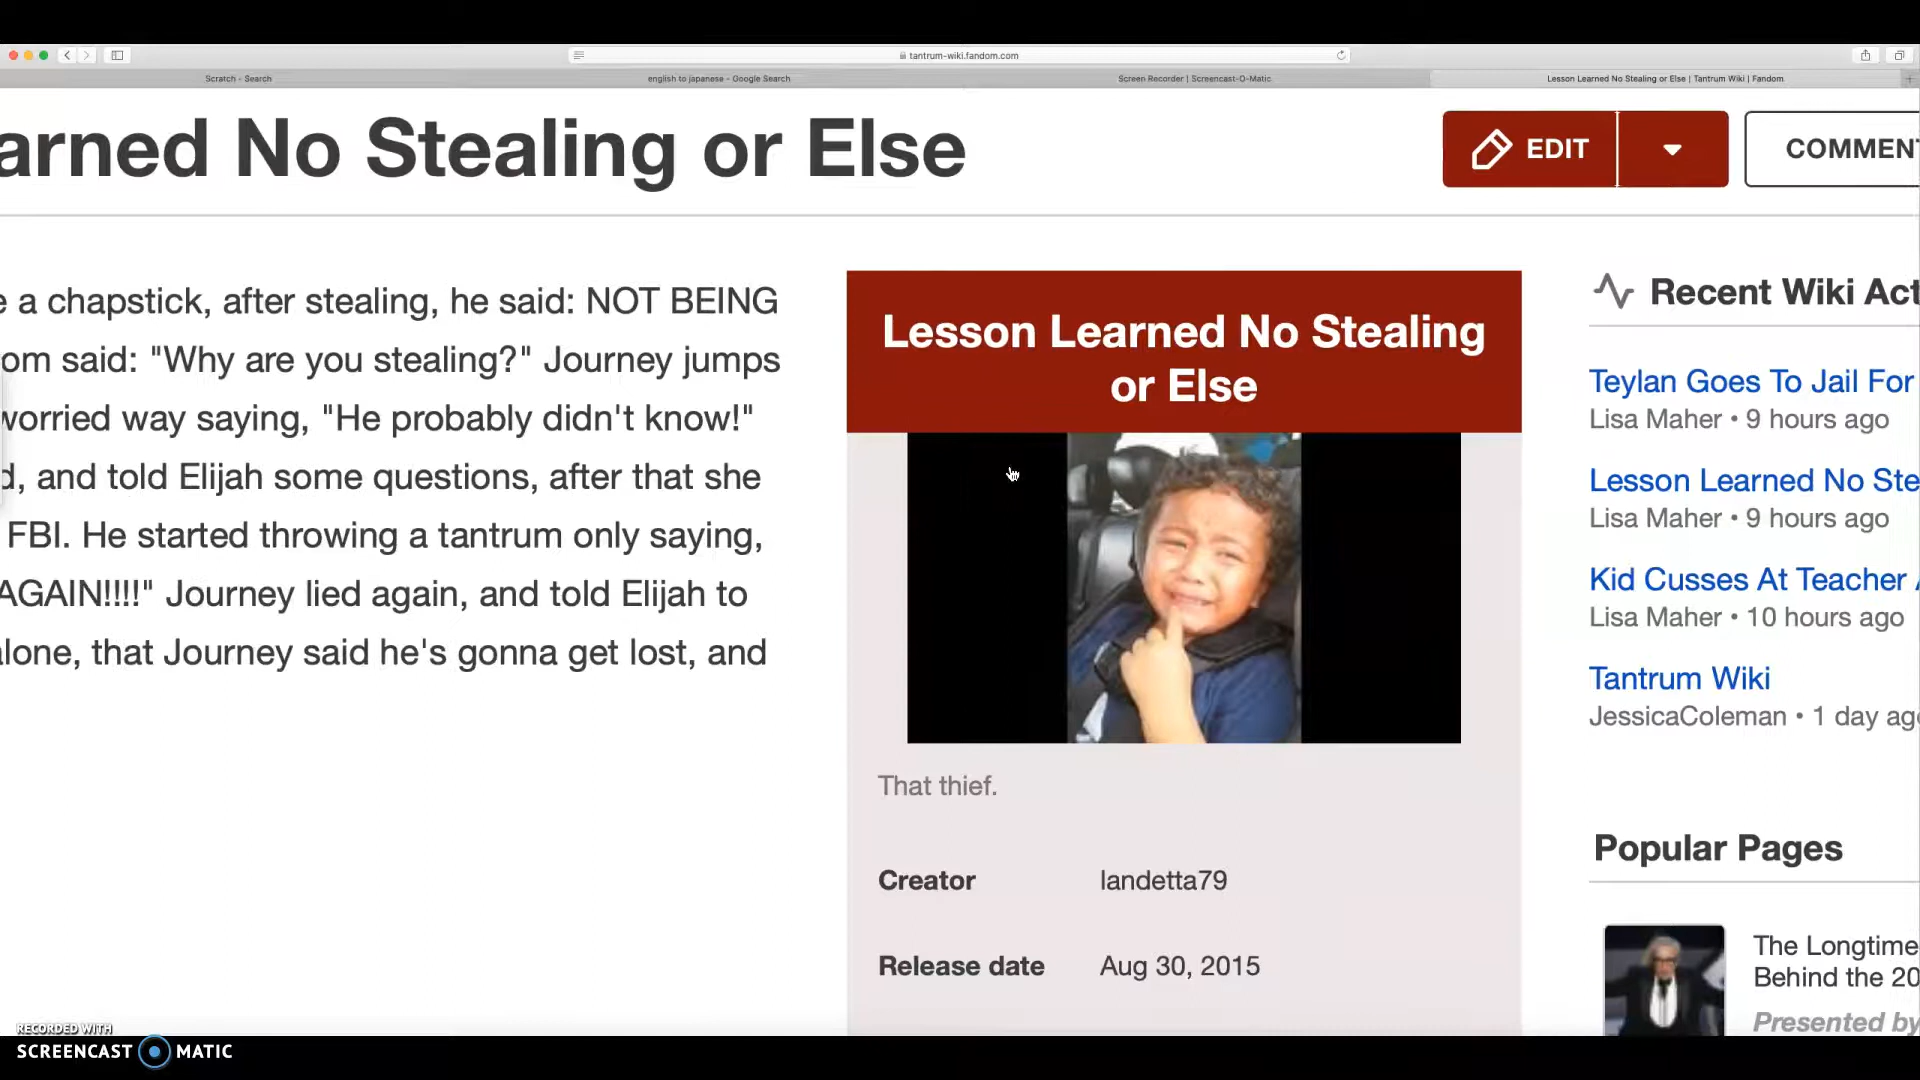 tantrum-wiki.fandom.com
Scratch - Search
english to japanese - Google Search
Screen Recorder | Screencast-O-Matic
Lesson Learned No Stealing or Else | Tantrum Wiki | Fandom
arned No Stealing or Else
EDIT
COMMEN
e a chapstick, after stealing, he said: NOT BEING
om said: "Why are you stealing?" Journey jumps
worried way saying, "He probably didn't know!"
d, and told Elijah some questions, after that she
FBI. He started throwing a tantrum only saying,
AGAIN!!!!" Journey lied again, and told Elijah to
lone, that Journey said he's gonna get lost, and
Lesson Learned No Stealing
or Else
That thief.
Creator landetta79
Release date Aug 30, 2015
Recent Wiki Act
Teylan Goes To Jail For
Lisa Maher • 9 hours ago
Lesson Learned No Ste
Lisa Maher • 9 hours ago
Kid Cusses At Teacher
Lisa Maher • 10 hours ago
Tantrum Wiki
JessicaColeman • 1 day ag
Popular Pages
The Longtime
Behind the 20
Presented by
RECORDED WITH
SCREENCAST MATIC